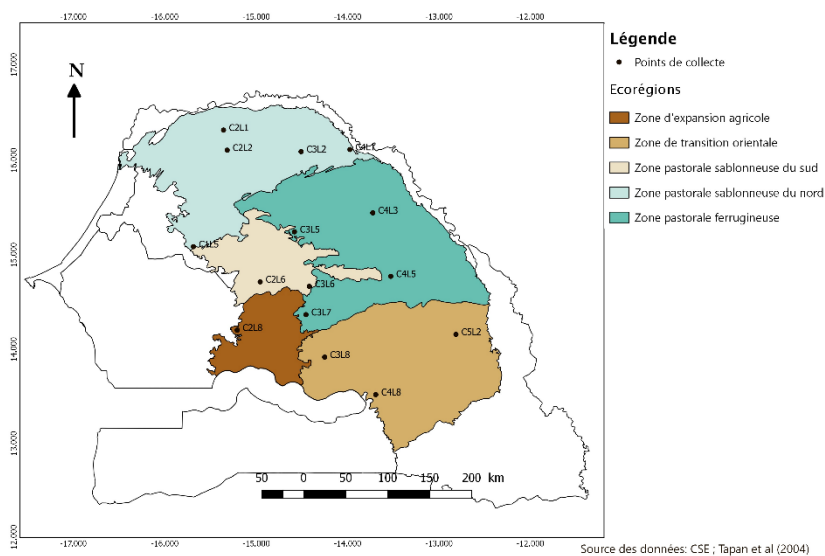 -17.000 -16.000 -15.000 -14.000 -13.000 -12.000
17.000
16.000
15.000
14.000
13.000
12.000
N
C2L1
C2L2
C3L2
C4L1
C4L3
C3L5
C1L5
C4L5
C2L6
C3L6
C3L7
C2L8
C5L2
C3L8
C4L8
50 0 50 100 150 200 km
-17.000 -16.000 -15.000 -14.000 -13.000 -12.000
Légende
Points de collecte
Ecorégions
Zone d'expansion agricole
Zone de transition orientale
Zone pastorale sablonneuse du sud
Zone pastorale sablonneuse du nord
Zone pastorale ferrugineuse
Source des données: CSE ; Tapan et al (2004)